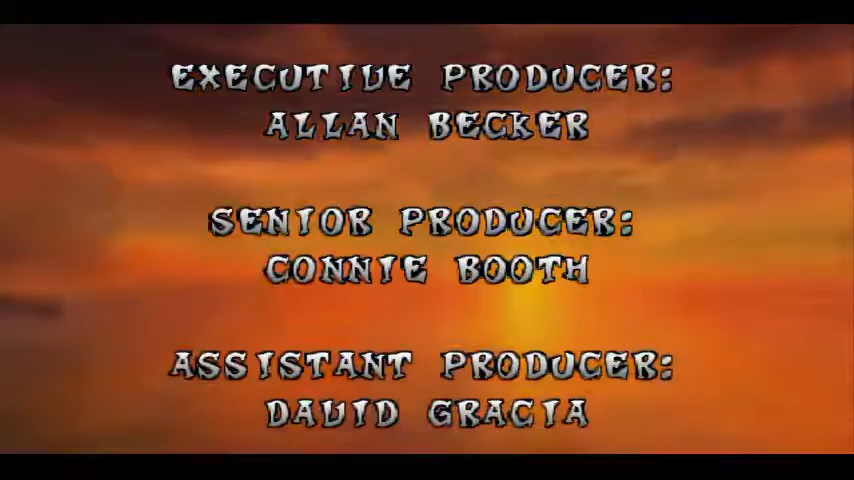 EXECUTIVE PRODUCER:
ALLAN BECKER
SENIOR PRODUCER:
CONNIE BOOTH
ASSISTANT PRODUCER:
DAVID GRACIA